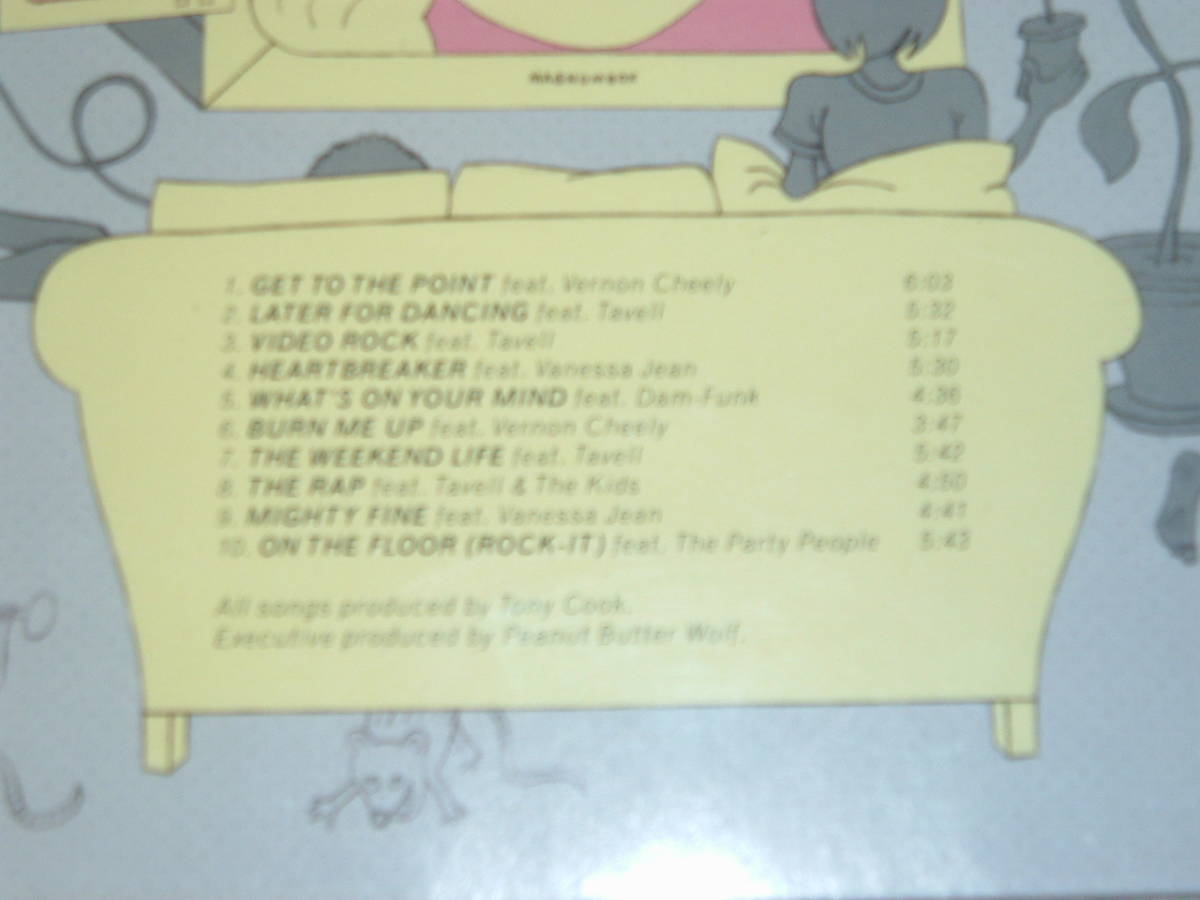 MAGNUMBOX
1. GET TO THE POINT feat. Vernon Cheely 6:03
2. LATER FOR DANCING feat. Tavell 5:32
3. VIDEO ROCK feat. Tavell 5:17
4. HEARTBREAKER feat. Vanessa Jean 5:30
5. WHAT'S ON YOUR MIND feat. Dam-Funk 4:36
6. BURN ME UP feat. Vernon Cheely 3:47
7. THE WEEKEND LIFE feat. Tavell 5:42
8. THE RAP feat. Tavell & The Kids 4:50
9. MIGHTY FINE feat. Vanessa Jean 4:41
10. ON THE FLOOR (ROCK-IT) feat. The Party People 5:43
All songs produced by Tony Cook.
Executive produced by Peanut Butter Wolf.